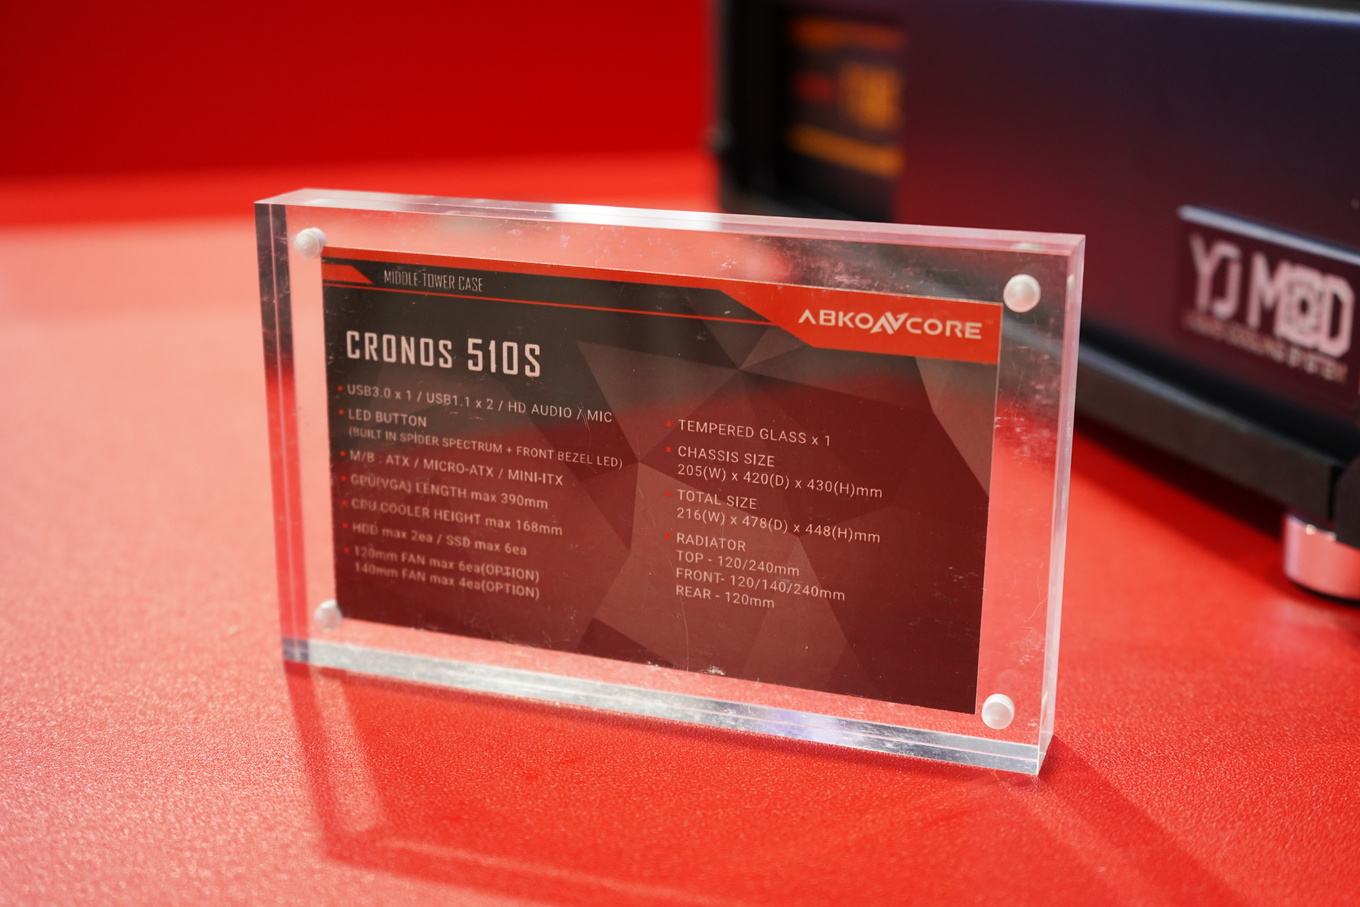 MIDDLE-TOWER CASE
ABKONCORE
CRONOS 510S
USB3.0 x 1 / USB1.1 x 2 / HD AUDIO / MIC
LED BUTTON
(BUILT IN SPIDER SPECTRUM + FRONT BEZEL LED)
M/B : ATX / MICRO-ATX / MINI-ITX
GPU(VGA) LENGTH max 390mm
CPU COOLER HEIGHT max 168mm
HDD max 2ea / SSD max 6ea
120mm FAN max 6ea(OPTION)
140mm FAN max 4ea(OPTION)
TEMPERED GLASS x 1
CHASSIS SIZE
205(W) x 420(D) x 430(H)mm
TOTAL SIZE
216(W) x 478(D) x 448(H)mm
RADIATOR
TOP - 120/240mm
FRONT- 120/140/240mm
REAR - 120mm
YJ MOD